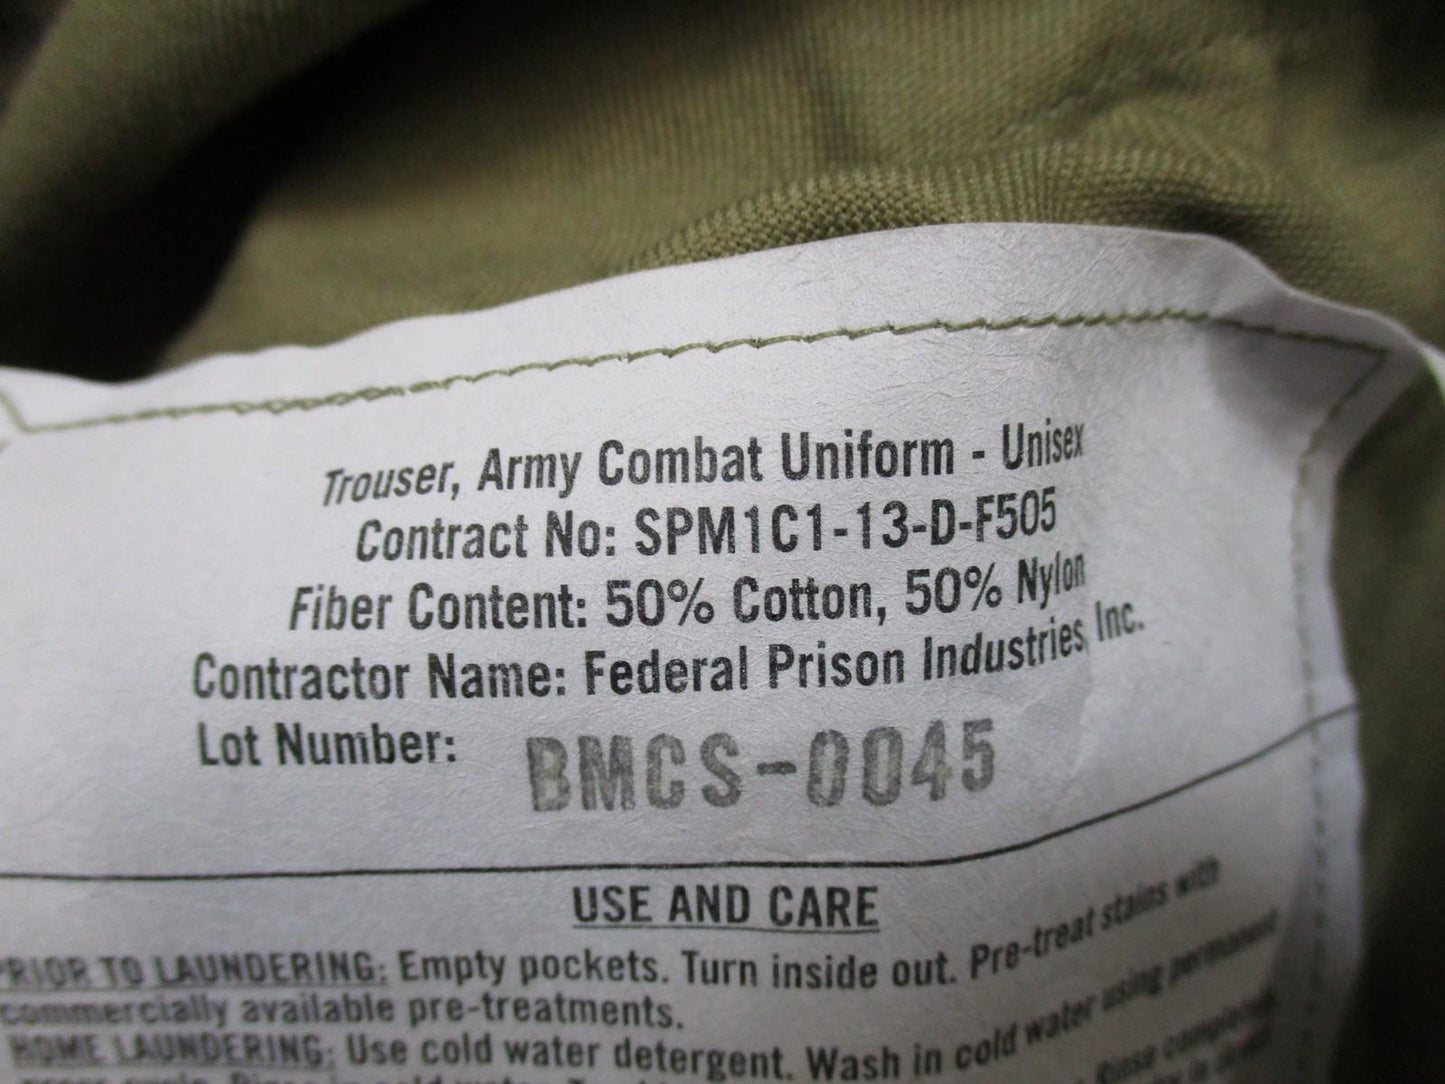 Trouser, Army Combat Uniform - Unisex
Contract No: SPM1C1-13-D-F505
Fiber Content: 50% Cotton, 50% Nylon
Contractor Name: Federal Prison Industries, Inc.
Lot Number: BMCS-0045
USE AND CARE
PRIOR TO LAUNDERING: Empty pockets. Turn inside out. Pre-treat stains with
commercially available pre-treatments.
HOME LAUNDERING: Use cold water detergent. Wash in cold water using permanent